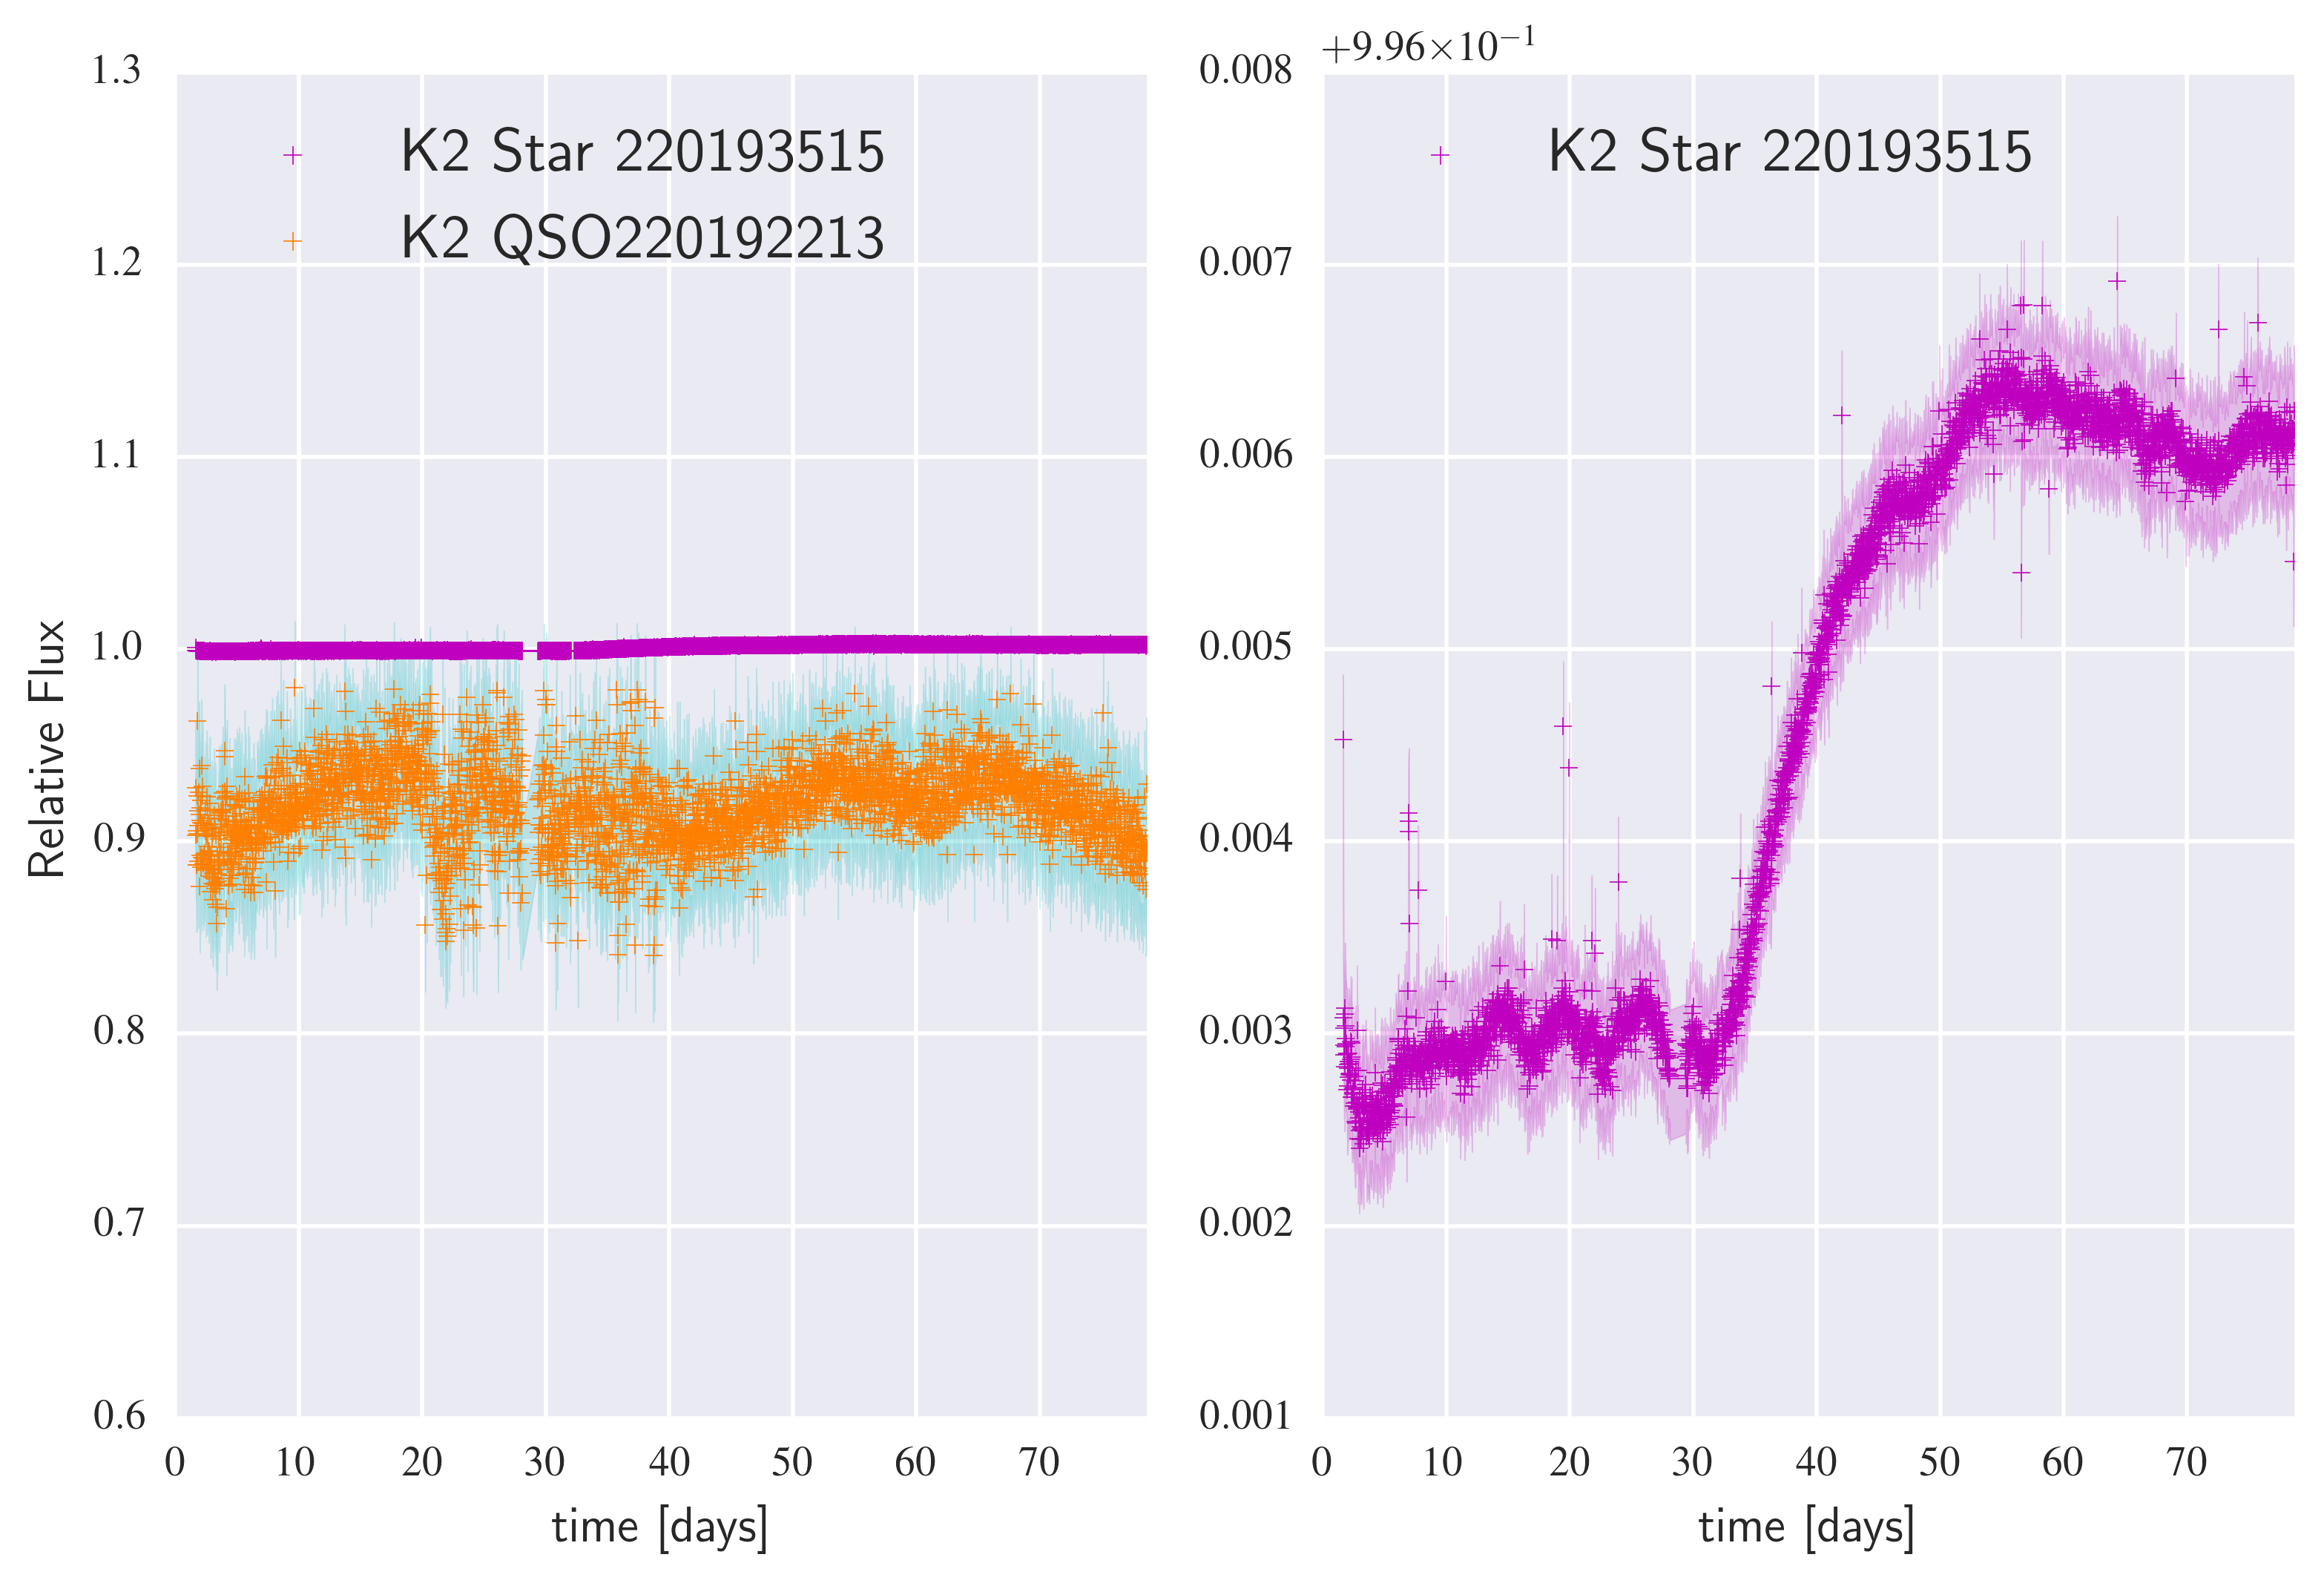 1.3
1.2
1.1
1.0
0.9
0.8
0.7
0.6
Relative Flux
K2 Star 220193515
K2 QSO220192213
0 10 20 30 40 50 60 70
time [days]
+9.96×10⁻¹
0.008
0.007
0.006
0.005
0.004
0.003
0.002
0.001
K2 Star 220193515
0 10 20 30 40 50 60 70
time [days]